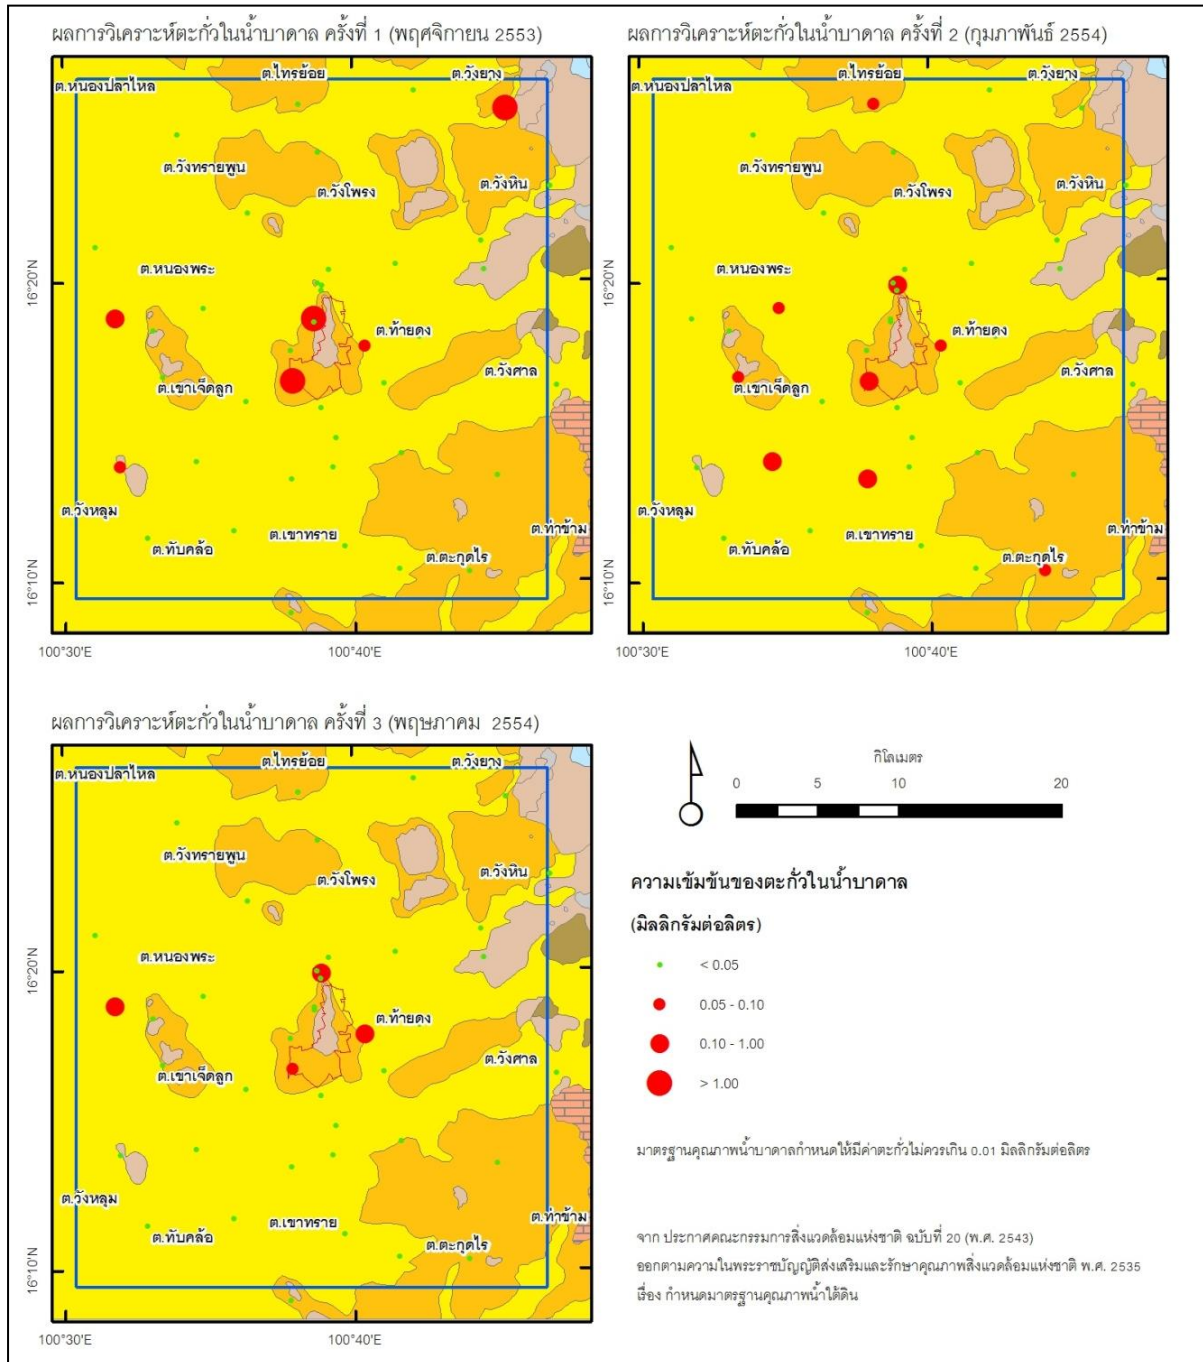 ผลการวิเคราะห์ตะกั่วในน้ำบาดาล ครั้งที่ 1 (พฤศจิกายน 2553)
ต.หนองปลาไหล
ต.ไทรย้อย
ต.วังยาง
ต.วังทรายพูน
ต.วังโพรง
ต.วังหิน
ต.หนองพระ
ต.ท้ายดง
ต.เขาเจ็ดลูก
ต.วังศาล
ต.วังหลุม
ต.ทับคล้อ
ต.เขาทราย
ต.ท่าข้าม
ต.ตะกุดไร
16°20'N
16°10'N
100°30'E
100°40'E
ผลการวิเคราะห์ตะกั่วในน้ำบาดาล ครั้งที่ 2 (กุมภาพันธ์ 2554)
ต.หนองปลาไหล
ต.ไทรย้อย
ต.วังยาง
ต.วังทรายพูน
ต.วังโพรง
ต.วังหิน
ต.หนองพระ
ต.ท้ายดง
ต.เขาเจ็ดลูก
ต.วังศาล
ต.วังหลุม
ต.ทับคล้อ
ต.เขาทราย
ต.ท่าข้าม
ต.ตะกุดไร
16°20'N
16°10'N
100°30'E
100°40'E
ผลการวิเคราะห์ตะกั่วในน้ำบาดาล ครั้งที่ 3 (พฤษภาคม 2554)
ต.หนองปลาไหล
ต.ไทรย้อย
ต.วังยาง
ต.วังทรายพูน
ต.วังโพรง
ต.วังหิน
ต.หนองพระ
ต.ท้ายดง
ต.เขาเจ็ดลูก
ต.วังศาล
ต.วังหลุม
ต.ทับคล้อ
ต.เขาทราย
ต.ท่าข้าม
ต.ตะกุดไร
16°20'N
16°10'N
100°30'E
100°40'E
กิโลเมตร
0 5 10 20
ความเข้มข้นของตะกั่วในน้ำบาดาล
(มิลลิกรัมต่อลิตร)
< 0.05
0.05 - 0.10
0.10 - 1.00
> 1.00
มาตรฐานคุณภาพน้ำบาดาลกำหนดให้มีค่าตะกั่วไม่ควรเกิน 0.01 มิลลิกรัมต่อลิตร
จาก ประกาศคณะกรรมการสิ่งแวดล้อมแห่งชาติ ฉบับที่ 20 (พ.ศ. 2543)
ออกตามความในพระราชบัญญัติส่งเสริมและรักษาคุณภาพสิ่งแวดล้อมแห่งชาติ พ.ศ. 2535
เรื่อง กำหนดมาตรฐานคุณภาพน้ำใต้ดิน